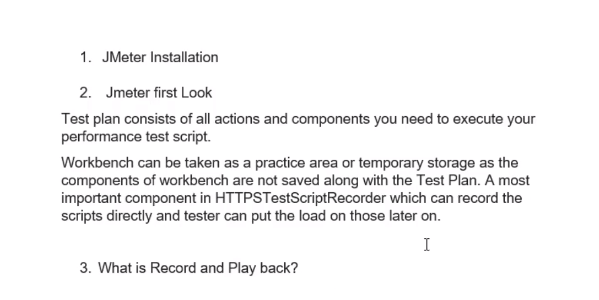 1. JMeter Installation
2. Jmeter first Look
Test plan consists of all actions and components you need to execute your
performance test script.
Workbench can be taken as a practice area or temporary storage as the
components of workbench are not saved along with the Test Plan. A most
important component in HTTPSTestScriptRecorder which can record the
scripts directly and tester can put the load on those later on.
3. What is Record and Play back?